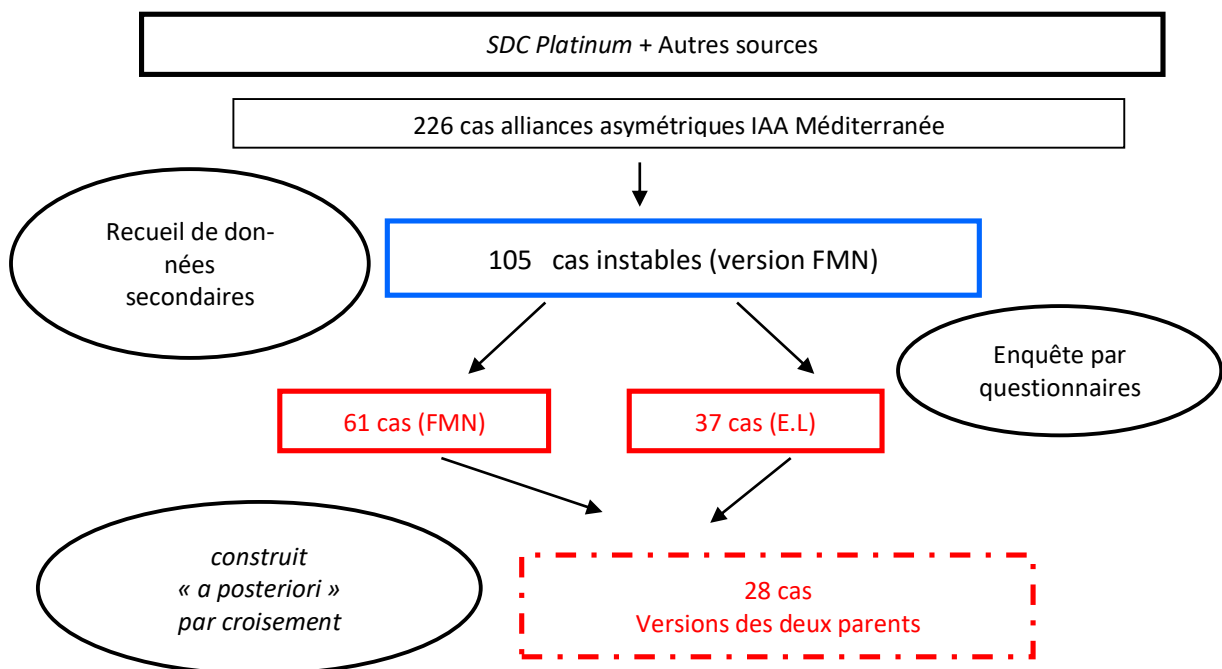 SDC Platinum + Autres sources
226 cas alliances asymétriques IAA Méditerranée
Recueil de don-
nées
secondaires
105 cas instables (version FMN)
Enquête par
questionnaires
61 cas (FMN)
37 cas (E.L)
construit
« a posteriori »
par croisement
28 cas
Versions des deux parents